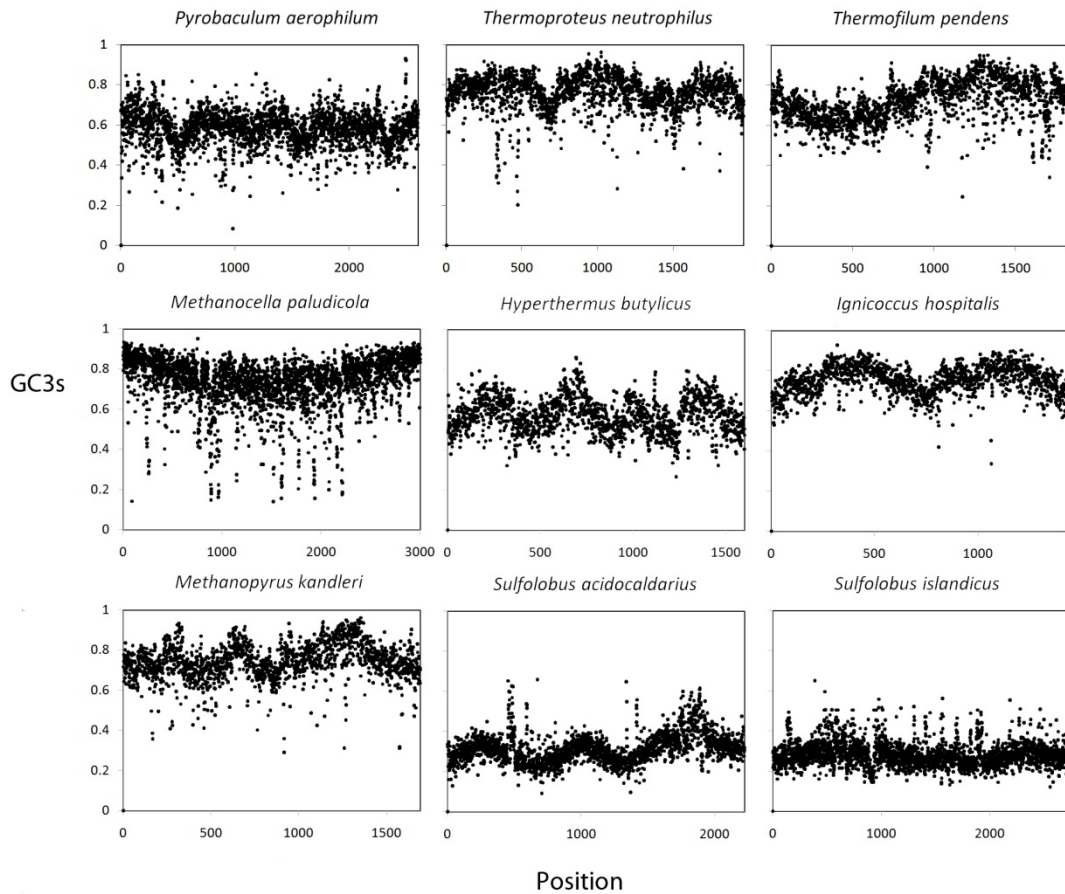 Pyrobaculum aerophilum Thermoproteus neutrophilus Thermofilum pendens
1
0.8
0.6
0.4
0.2
0
0 1000 2000 0 500 1000 1500 0 500 1000 1500
Methanocella paludicola Hyperthermus butylicus Ignicoccus hospitalis
GC3s
1
0.8
0.6
0.4
0.2
0
0 1000 2000 3000 0 500 1000 1500 0 500 1000
Methanopyrus kandleri Sulfolobus acidocaldarius Sulfolobus islandicus
1
0.8
0.6
0.4
0.2
0
0 500 1000 1500 0 1000 2000 0 1000 2000
Position